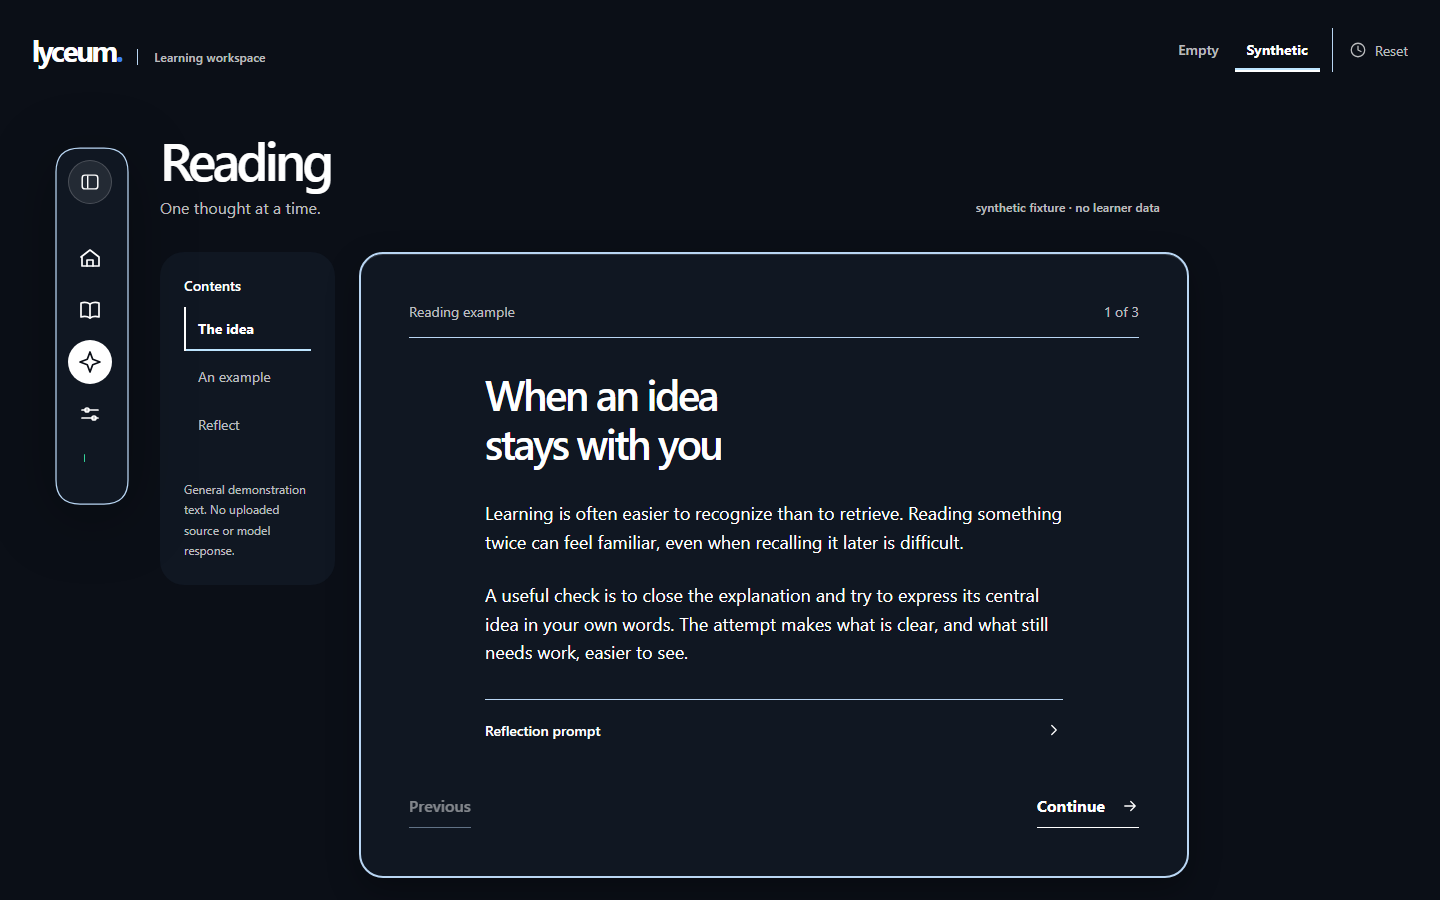 lyceum.
Learning workspace
Empty
Synthetic
Reset
Reading
One thought at a time.
synthetic fixture · no learner data
Contents
The idea
An example
Reflect
General demonstration
text. No uploaded
source or model
response.
Reading example
1 of 3
When an idea
stays with you
Learning is often easier to recognize than to retrieve. Reading something
twice can feel familiar, even when recalling it later is difficult.
A useful check is to close the explanation and try to express its central
idea in your own words. The attempt makes what is clear, and what still
needs work, easier to see.
Reflection prompt
Previous
Continue